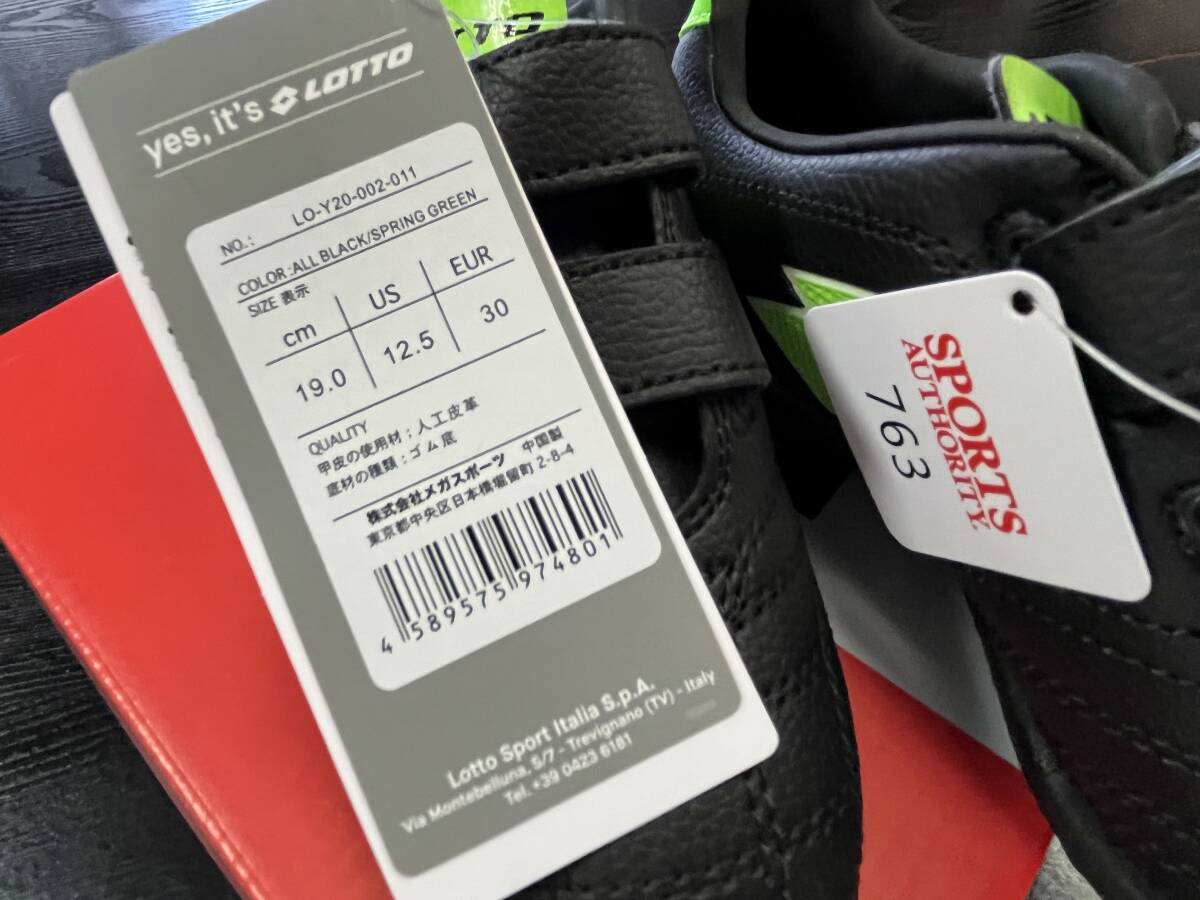 yes, it's LOTTO
NO.: LO-Y20-002-011
COLOR:ALL BLACK/SPRING GREEN
SIZE 表示
cm US EUR
19.0 12.5 30
QUALITY
甲皮の使用材：人工皮革
底材の種類：ゴム底
中国製
株式会社メガスポーツ
東京都中央区日本橋堀留町 2-8-4
4 589575 974801
Lotto Sport Italia S.p.A.
Via Montebelluna, 5/7 - Trevignano (TV) - Italy
Tel. +39 0423 6181
SPORTS
AUTHORITY
763